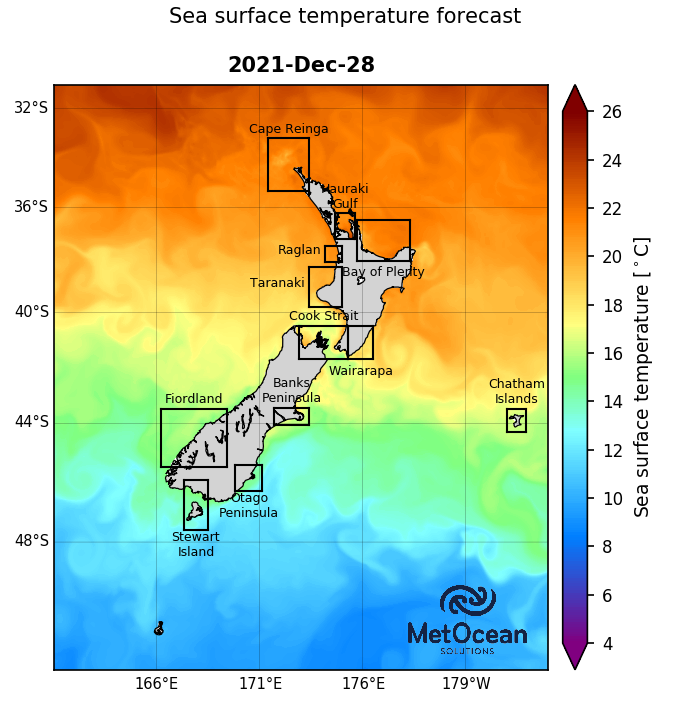 Sea surface temperature forecast
2021-Dec-28
32°S
36°S
40°S
44°S
48°S
166°E
171°E
176°E
179°W
Cape Reinga
Hauraki
Gulf
Raglan
Bay of Plenty
Taranaki
Cook Strait
Wairarapa
Banks
Peninsula
Fiordland
Chatham
Islands
Otago
Peninsula
Stewart
Island
MetOcean
SOLUTIONS
26
24
22
20
18
16
14
12
10
8
6
4
Sea surface temperature [°C]